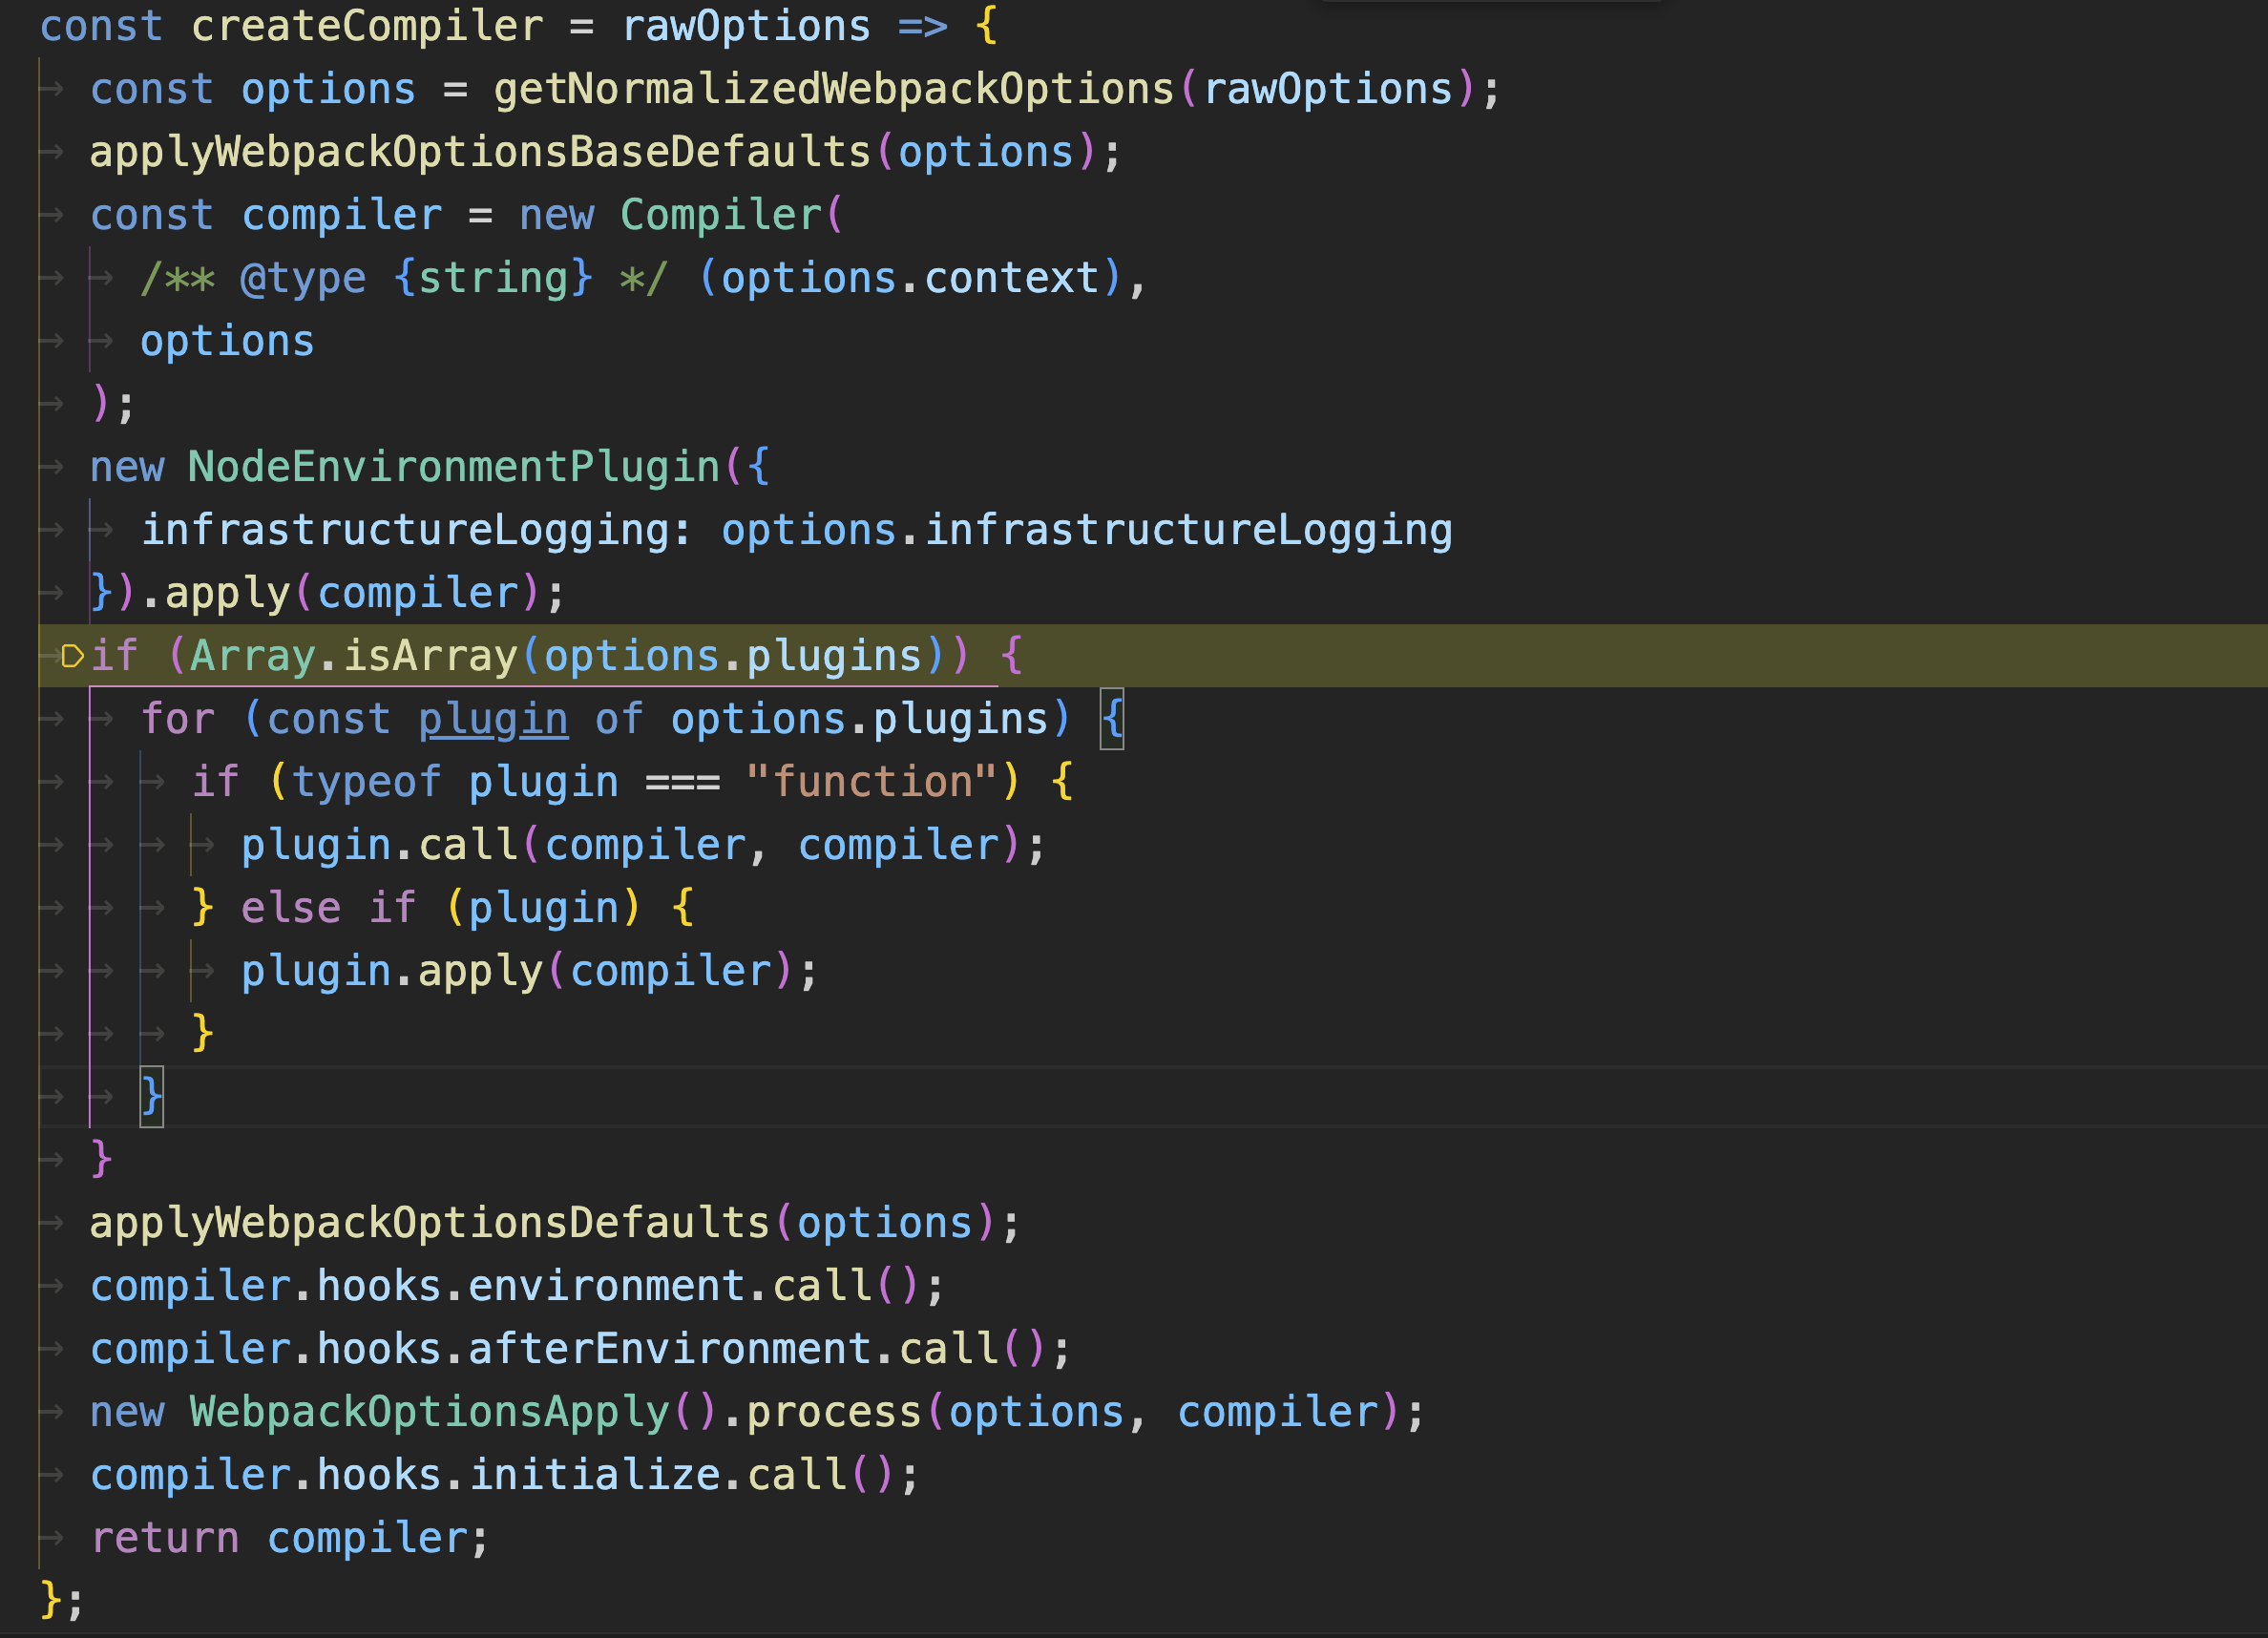 const createCompiler = rawOptions => {
const options = getNormalizedWebpackOptions(rawOptions);
applyWebpackOptionsBaseDefaults(options);
const compiler = new Compiler(
/** @type {string} */ (options.context),
options
);
new NodeEnvironmentPlugin({
infrastructureLogging: options.infrastructureLogging
}).apply(compiler);
if (Array.isArray(options.plugins)) {
for (const plugin of options.plugins) {
if (typeof plugin === "function") {
plugin.call(compiler, compiler);
} else if (plugin) {
plugin.apply(compiler);
}
}
}
applyWebpackOptionsDefaults(options);
compiler.hooks.environment.call();
compiler.hooks.afterEnvironment.call();
new WebpackOptionsApply().process(options, compiler);
compiler.hooks.initialize.call();
return compiler;
};